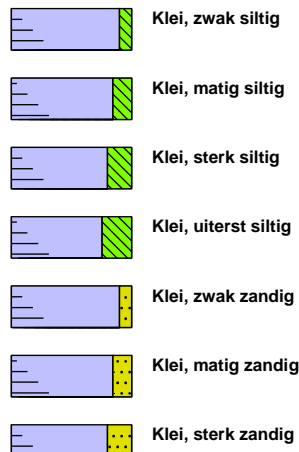 Klei, zwak siltig
Klei, matig siltig
Klei, sterk siltig
Klei, uiterst siltig
Klei, zwak zandig
Klei, matig zandig
Klei, sterk zandig